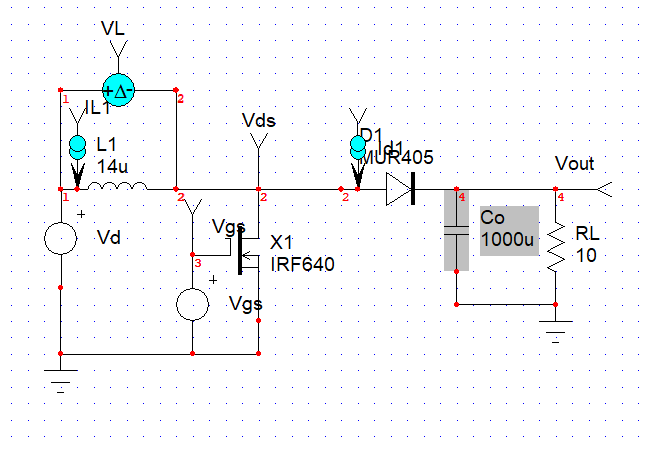 VL
1
2
IL1
L1
14u
Vds
D1
Id1
MUR405
Vout
1
2
2
2
4
4
Vd
Vgs
3
X1
IRF640
Vgs
Co
1000u
RL
10